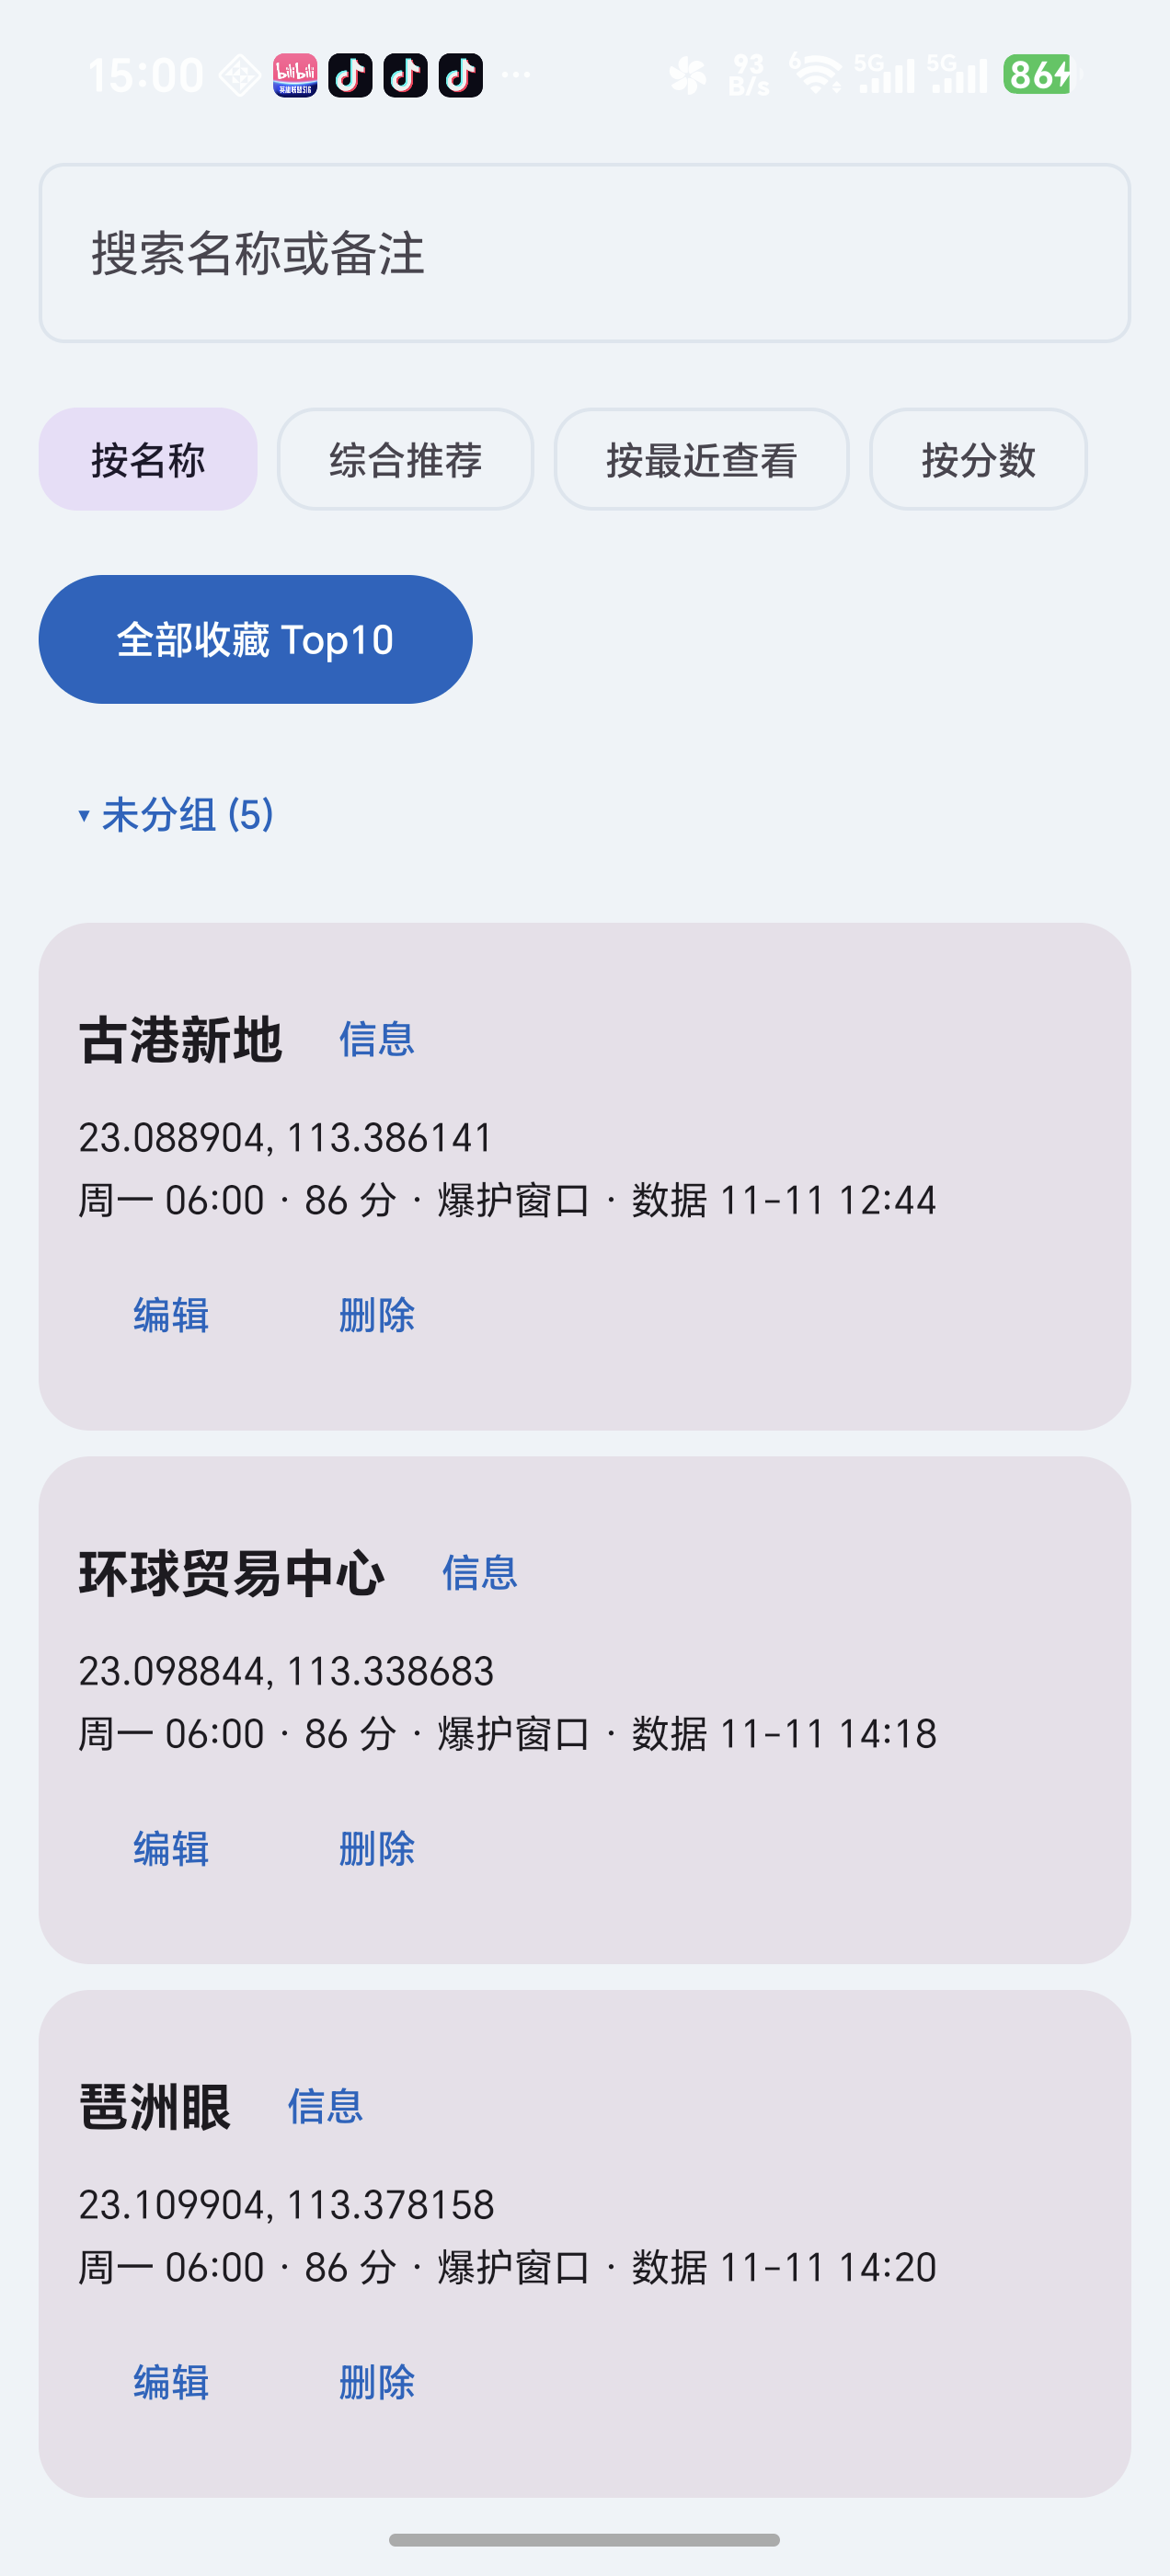 15:00 ··· 93 B/s 6 5G 5G 86
搜索名称或备注
按名称 综合推荐 按最近查看 按分数
全部收藏 Top10
▾ 未分组 (5)
古港新地 信息
23.088904, 113.386141
周一 06:00 · 86 分 · 爆护窗口 · 数据 11-11 12:44
编辑 删除
环球贸易中心 信息
23.098844, 113.338683
周一 06:00 · 86 分 · 爆护窗口 · 数据 11-11 14:18
编辑 删除
琶洲眼 信息
23.109904, 113.378158
周一 06:00 · 86 分 · 爆护窗口 · 数据 11-11 14:20
编辑 删除